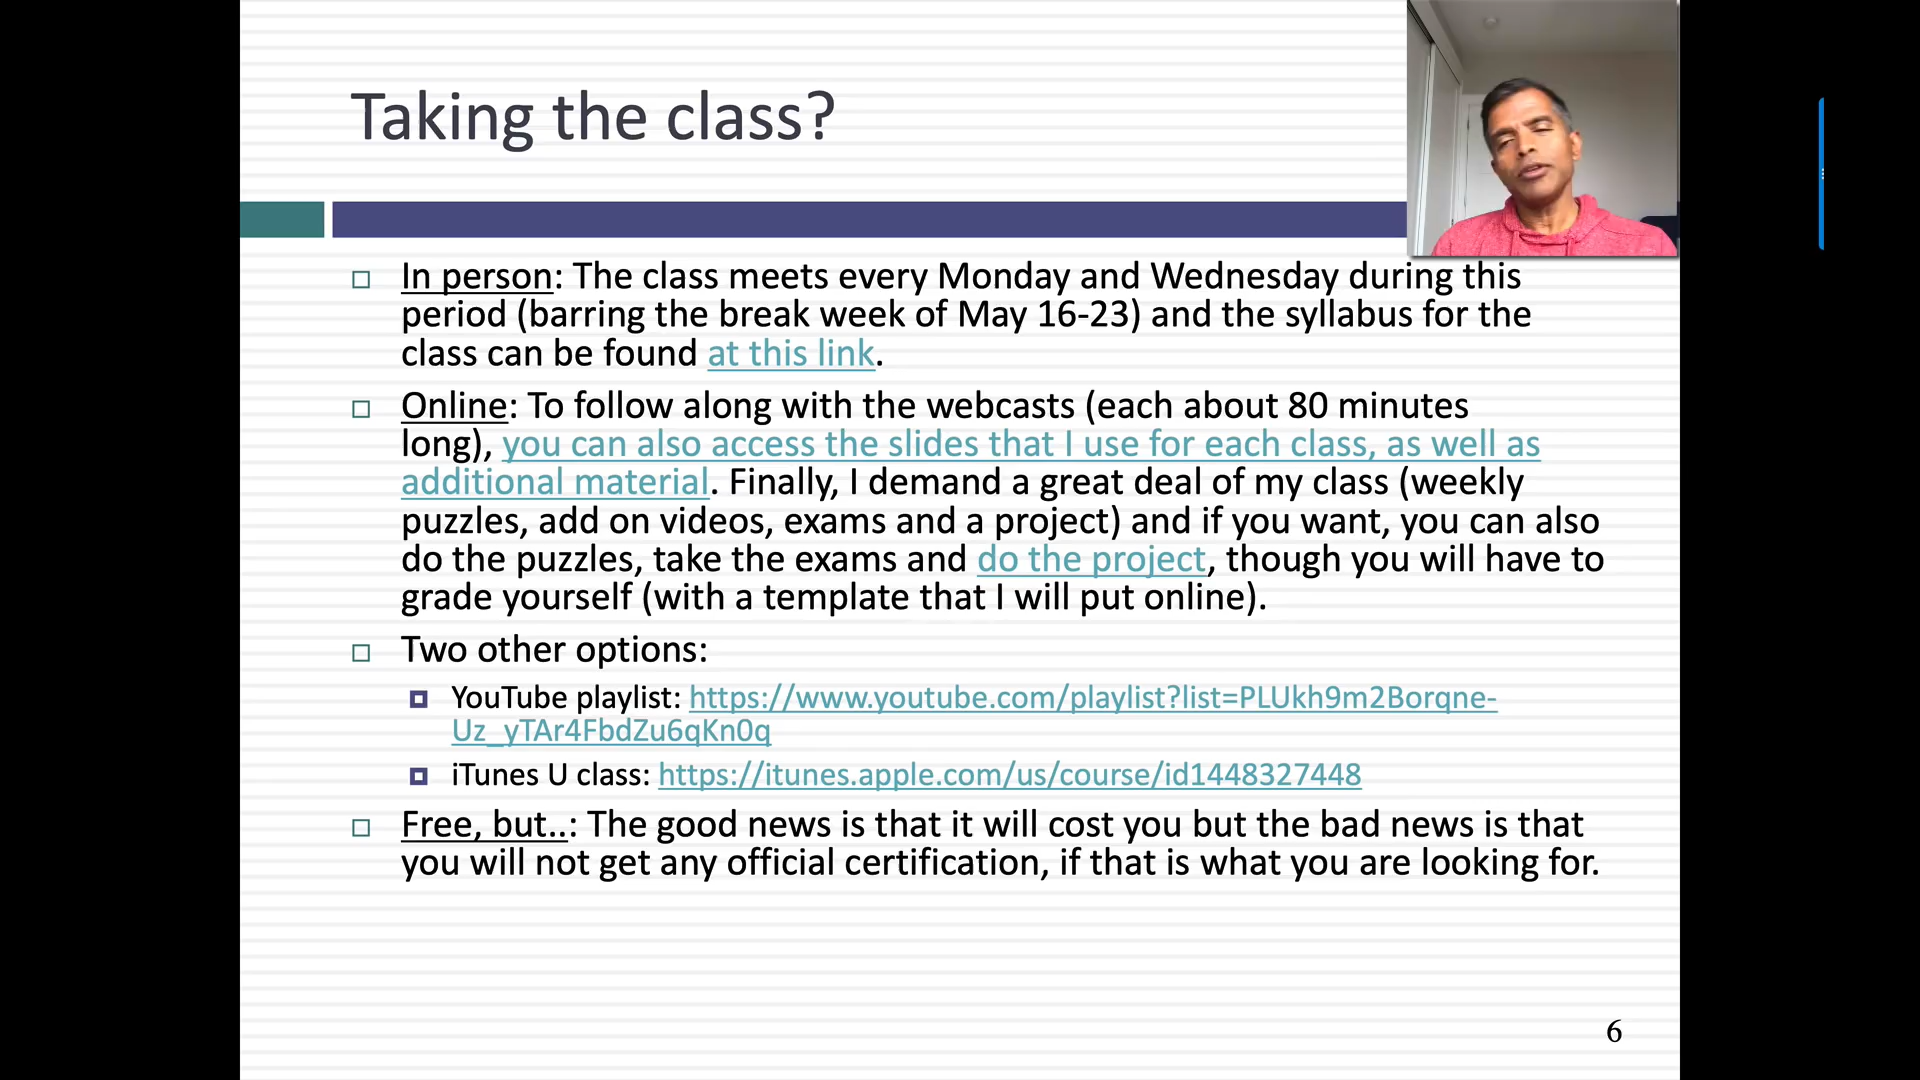 Taking the class?
In person: The class meets every Monday and Wednesday during this
period (barring the break week of May 16-23) and the syllabus for the
class can be found at this link.
Online: To follow along with the webcasts (each about 80 minutes
long), you can also access the slides that I use for each class, as well as
additional material. Finally, I demand a great deal of my class (weekly
puzzles, add on videos, exams and a project) and if you want, you can also
do the puzzles, take the exams and do the project, though you will have to
grade yourself (with a template that I will put online).
Two other options:
YouTube playlist: https://www.youtube.com/playlist?list=PLUkh9m2Borqne-
Uz_yTAr4FbdZu6qKn0q
iTunes U class: https://itunes.apple.com/us/course/id1448327448
Free, but..: The good news is that it will cost you but the bad news is that
you will not get any official certification, if that is what you are looking for.
6